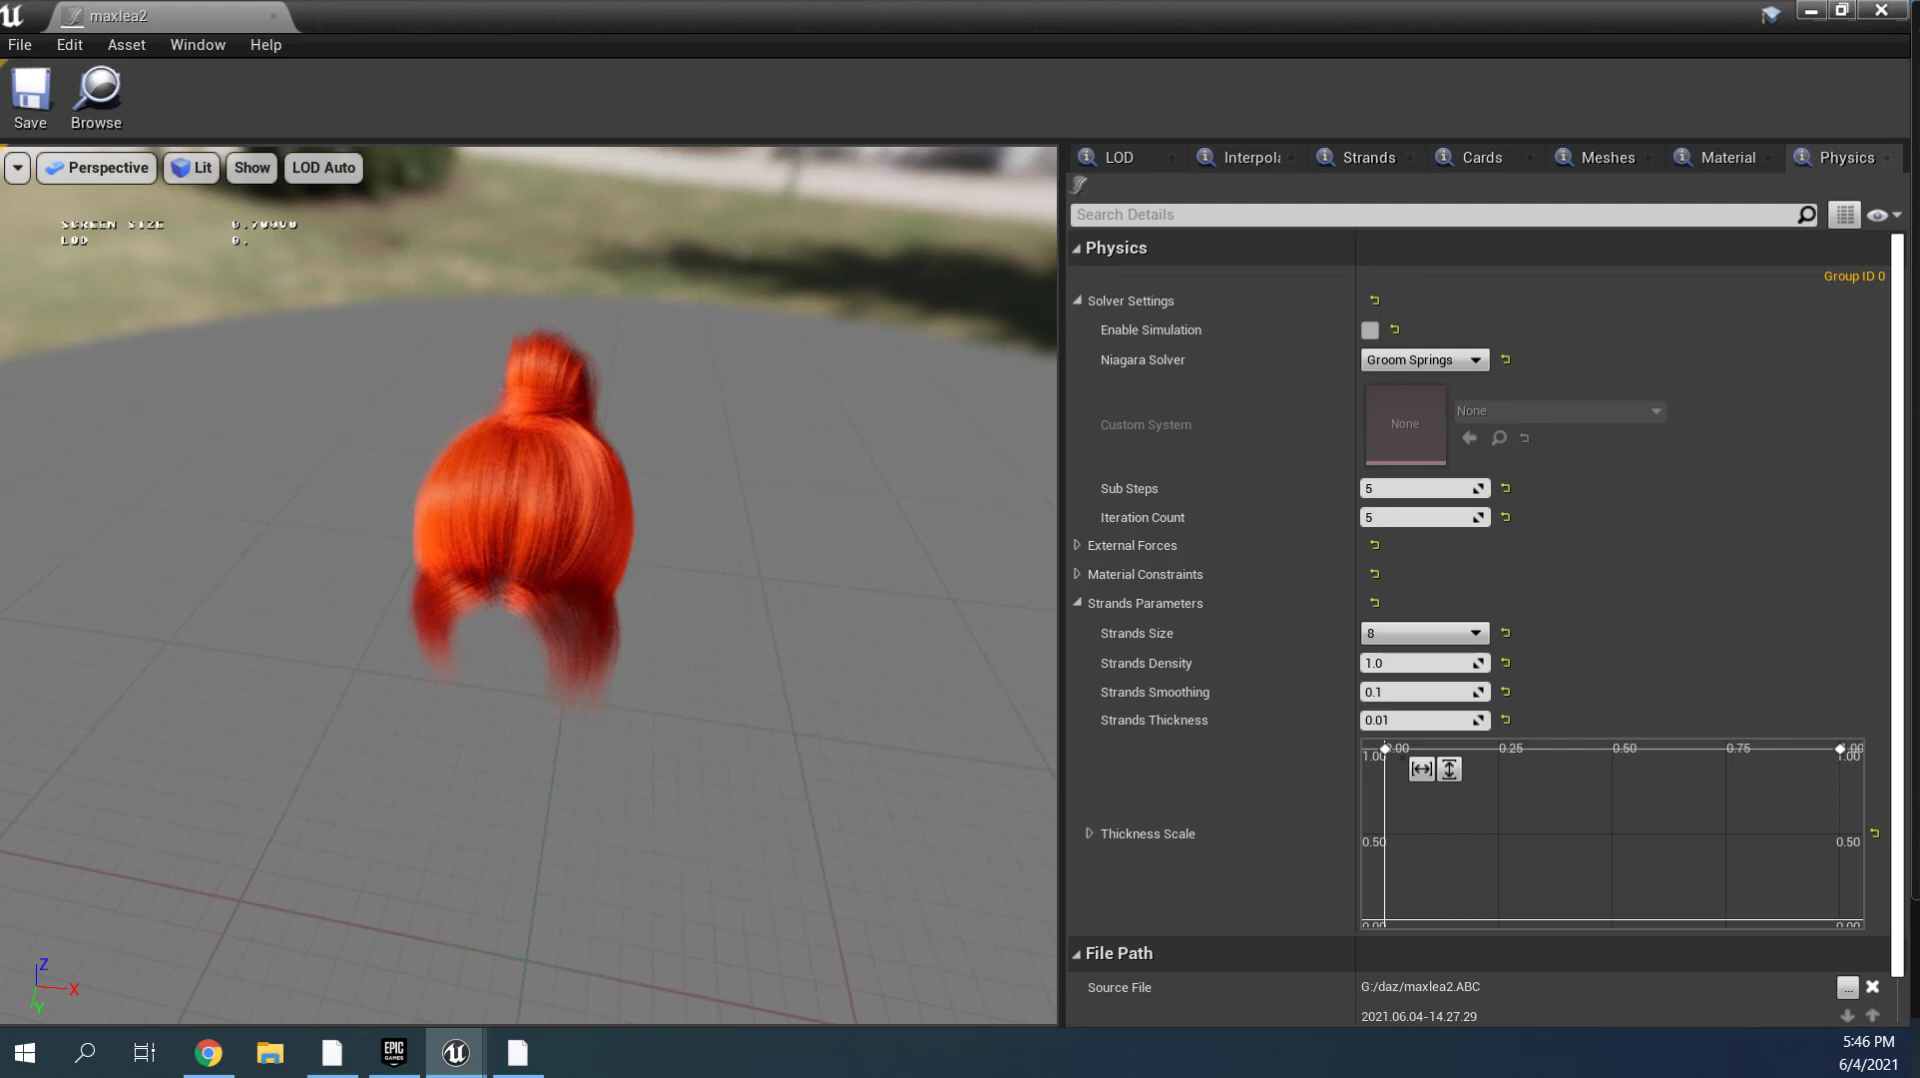 maxlea2
File Edit Asset Window Help
Save Browse
Perspective Lit Show LOD Auto
SCREEN SIZE
LOD 0.
LOD Interpola Strands Cards Meshes Material Physics
Search Details
Physics
Group ID 0
Solver Settings
Enable Simulation
Niagara Solver Groom Springs
Custom System None None
Sub Steps 5
Iteration Count 5
External Forces
Material Constraints
Strands Parameters
Strands Size 8
Strands Density 1.0
Strands Smoothing 0.1
Strands Thickness 0.01
0.25 0.50 0.75
1.00 1.00
Thickness Scale
0.50 0.50
0.00 0.00
File Path
Source File G:/daz/maxlea2.ABC
2021.06.04-14.27.29
Z
X
Y
EPIC GAMES
5:46 PM
6/4/2021